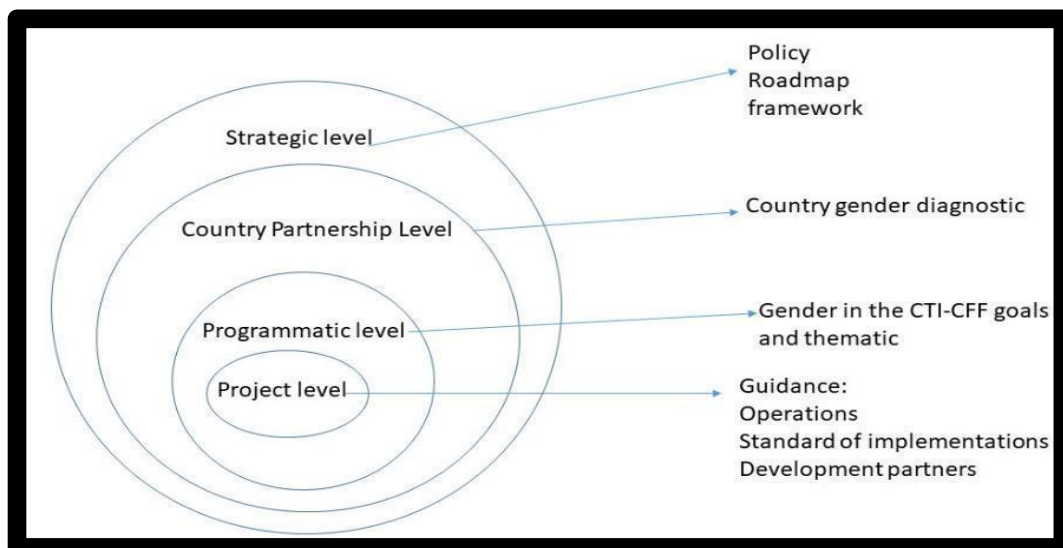 Policy
Roadmap
framework
Strategic level
Country Partnership Level
Country gender diagnostic
Programmatic level
Gender in the CTI-CFF goals
and thematic
Project level
Guidance:
Operations
Standard of implementations
Development partners